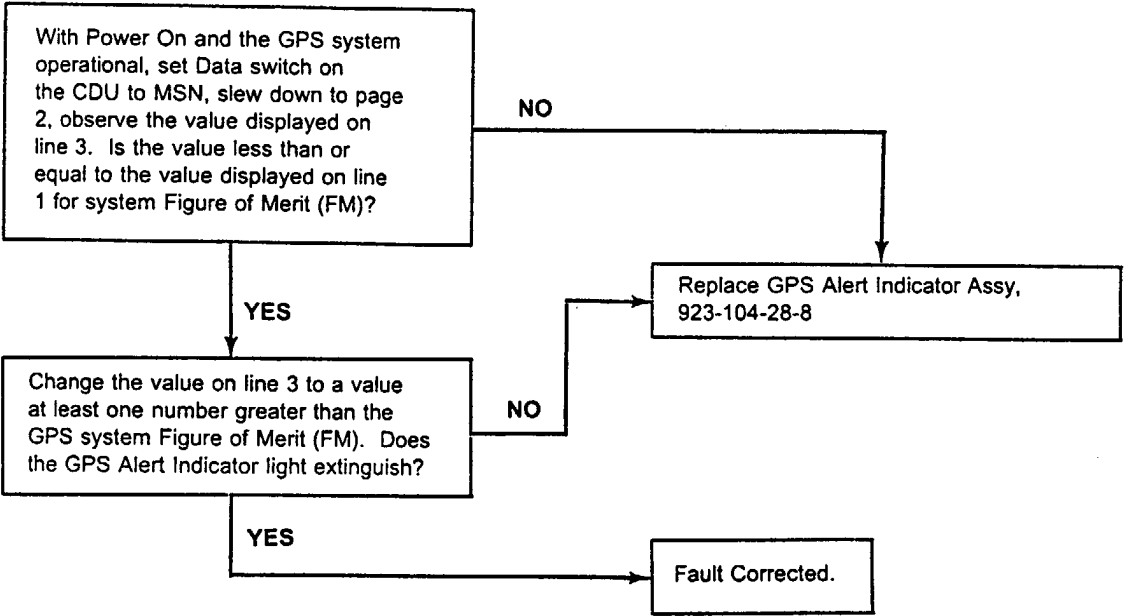 With Power On and the GPS system
operational, set Data switch on
the CDU to MSN, slew down to page
2, observe the value displayed on
line 3. Is the value less than or
equal to the value displayed on line
1 for system Figure of Merit (FM)?
NO
YES
Replace GPS Alert Indicator Assy,
923-104-28-8
Change the value on line 3 to a value
at least one number greater than the
GPS system Figure of Merit (FM). Does
the GPS Alert Indicator light extinguish?
NO
YES
Fault Corrected.